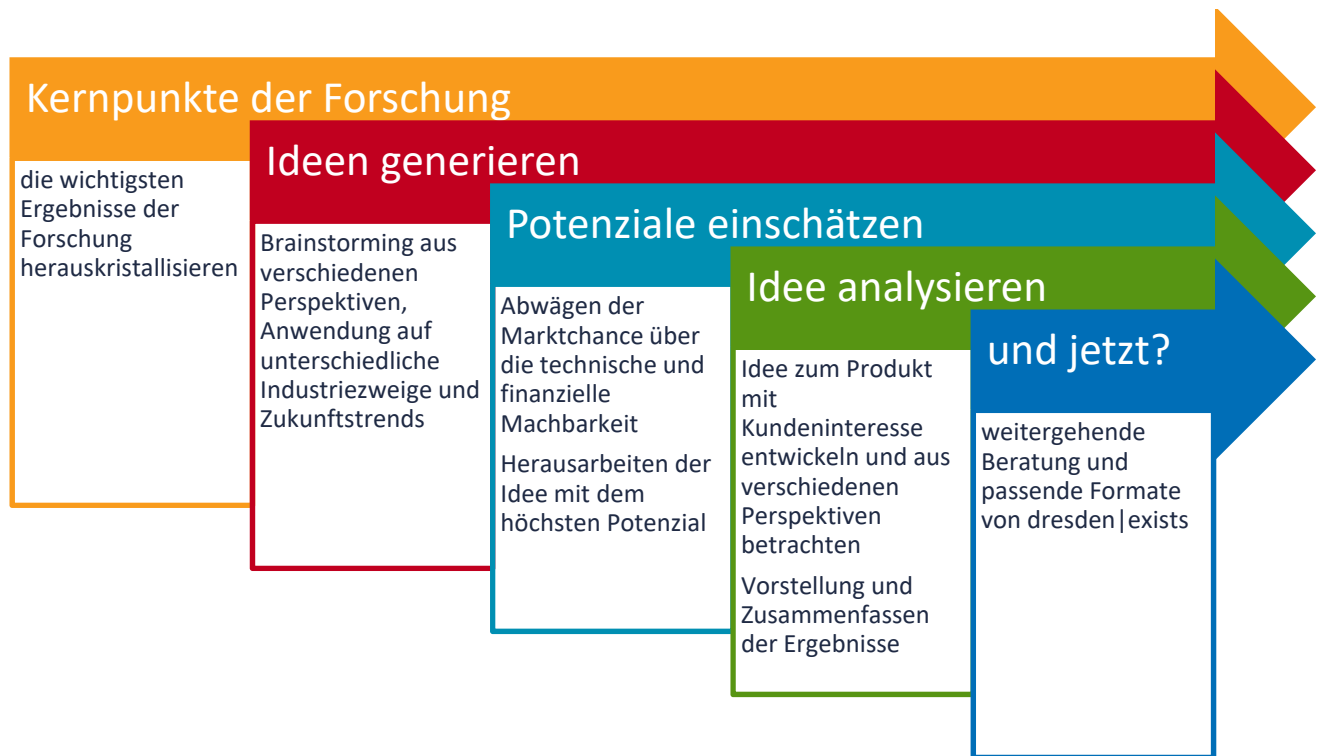 Kernpunkte der Forschung
die wichtigsten
Ergebnisse der
Forschung
herauskristallisieren
Ideen generieren
Brainstorming aus
verschiedenen
Perspektiven,
Anwendung auf
unterschiedliche
Industriezweige und
Zukunftstrends
Potenziale einschätzen
Abwägen der
Marktchance über
die technische und
finanzielle
Machbarkeit
Herausarbeiten der
Idee mit dem
höchsten Potenzial
Idee analysieren
Idee zum Produkt
mit
Kundeninteresse
entwickeln und aus
verschiedenen
Perspektiven
betrachten
Vorstellung und
Zusammenfassen
der Ergebnisse
und jetzt?
weitergehende
Beratung und
passende Formate
von dresden|exists